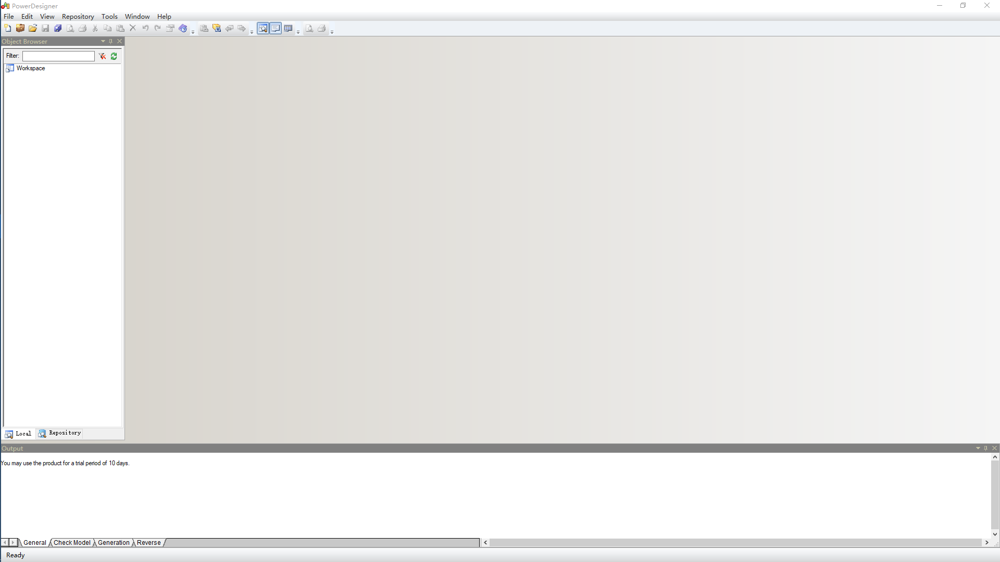 PowerDesigner
File Edit View Repository Tools Window Help
Object Browser
Filter:
Workspace
Local Repository
Output
You may use the product for a trial period of 10 days.
General Check Model Generation Reverse
Ready